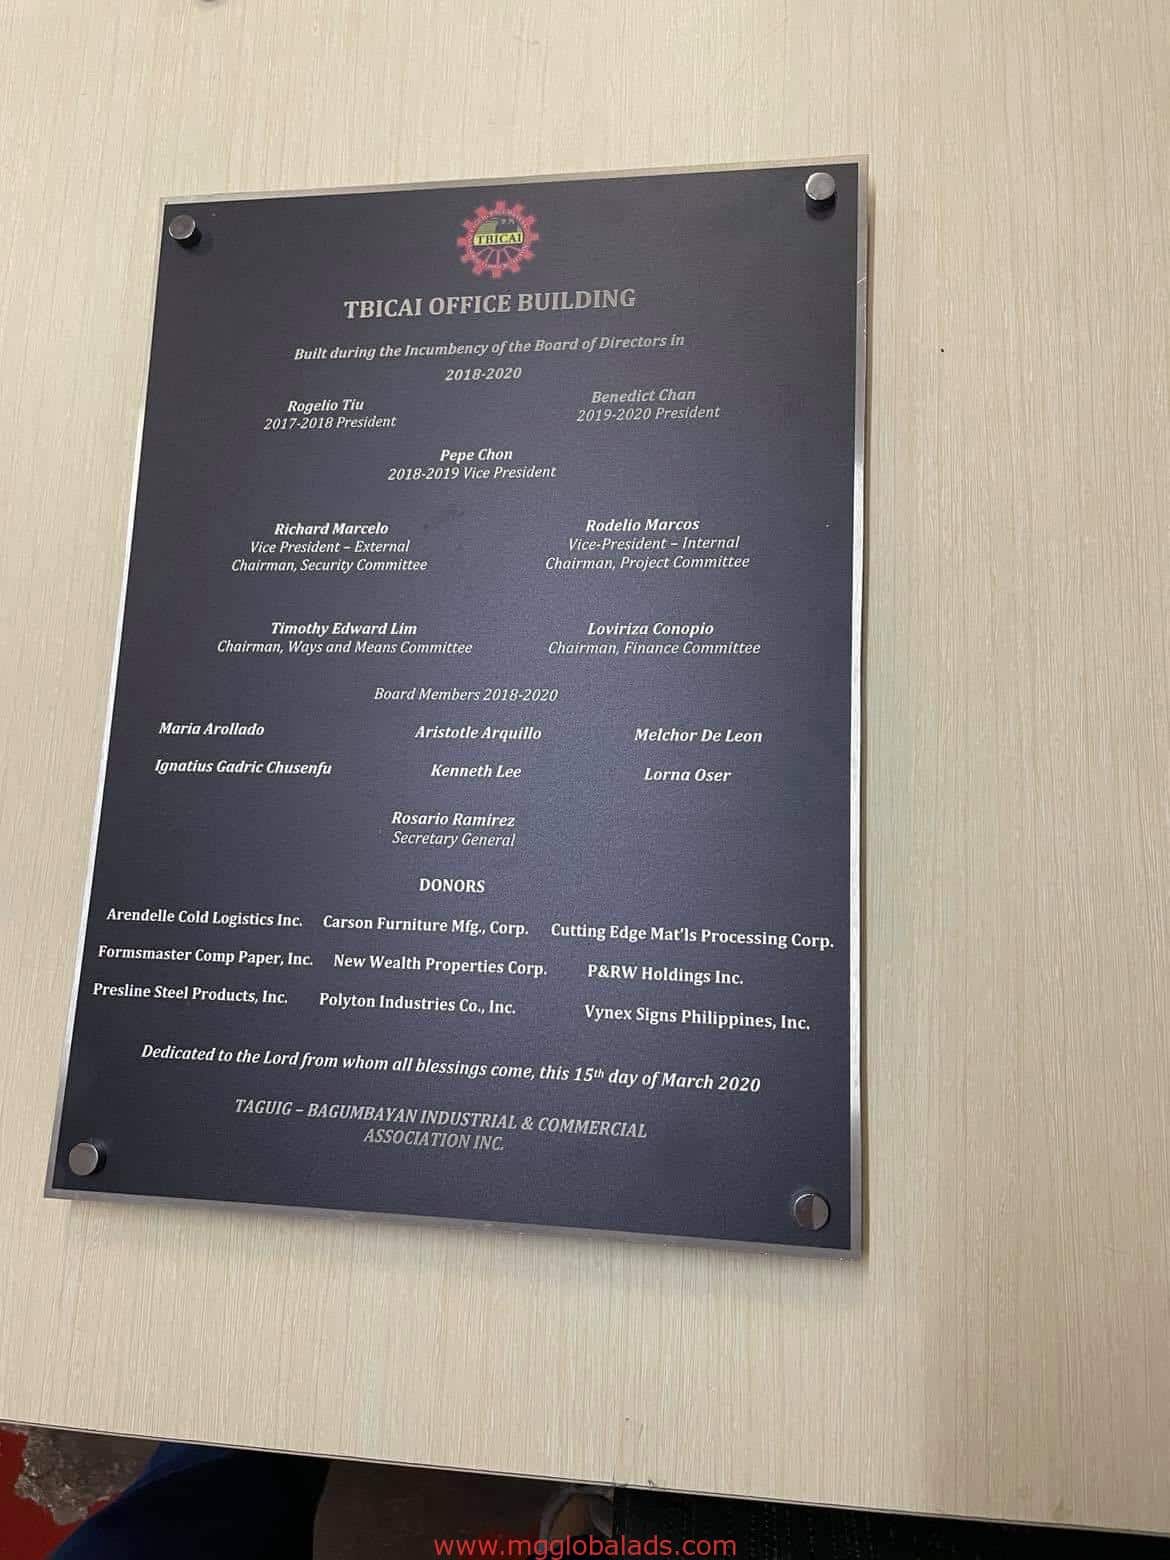 TBICAI
TBICAI OFFICE BUILDING
Built during the Incumbency of the Board of Directors in
2018-2020
Rogelio Tiu
2017-2018 President
Benedict Chan
2019-2020 President
Pepe Chon
2018-2019 Vice President
Richard Marcelo
Vice President – External
Chairman, Security Committee
Rodelio Marcos
Vice-President – Internal
Chairman, Project Committee
Timothy Edward Lim
Chairman, Ways and Means Committee
Loviriza Conopio
Chairman, Finance Committee
Board Members 2018-2020
Maria Arollado Aristotle Arquillo Melchor De Leon
Ignatius Gadric Chusenfu Kenneth Lee Lorna Oser
Rosario Ramirez
Secretary General
DONORS
Arendelle Cold Logistics Inc. Carson Furniture Mfg., Corp. Cutting Edge Mat'ls Processing Corp.
Formsmaster Comp Paper, Inc. New Wealth Properties Corp. P&RW Holdings Inc.
Presline Steel Products, Inc. Polyton Industries Co., Inc. Vynex Signs Philippines, Inc.
Dedicated to the Lord from whom all blessings come, this 15th day of March 2020
TAGUIG – BAGUMBAYAN INDUSTRIAL & COMMERCIAL
ASSOCIATION INC.
www.mgglobalads.com